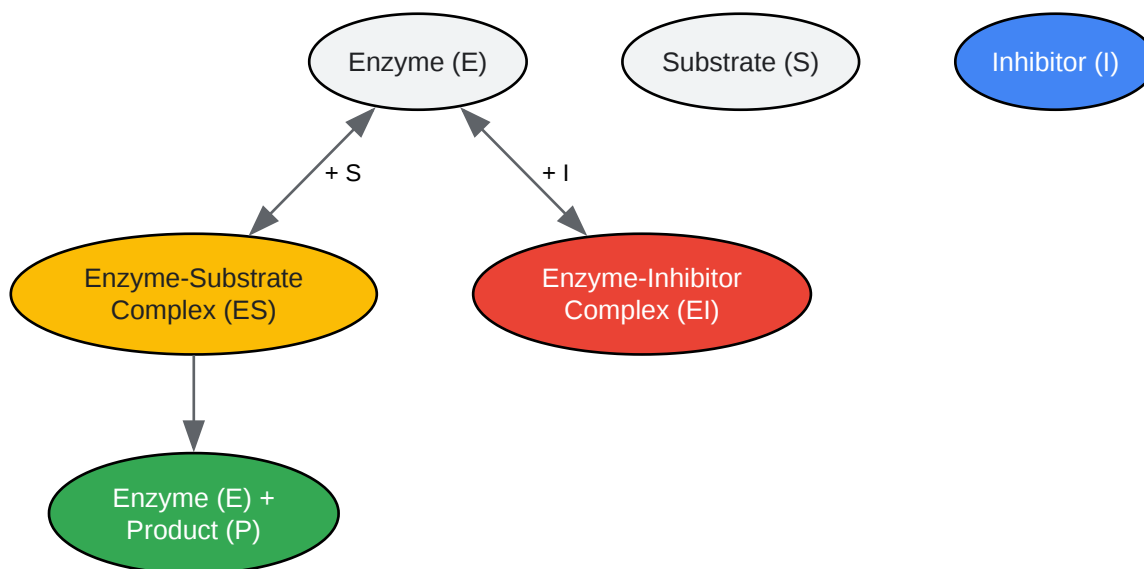 Enzyme (E)
Substrate (S)
Inhibitor (I)
+ S
+ I
Enzyme-Substrate
Complex (ES)
Enzyme-Inhibitor
Complex (EI)
Enzyme (E) +
Product (P)